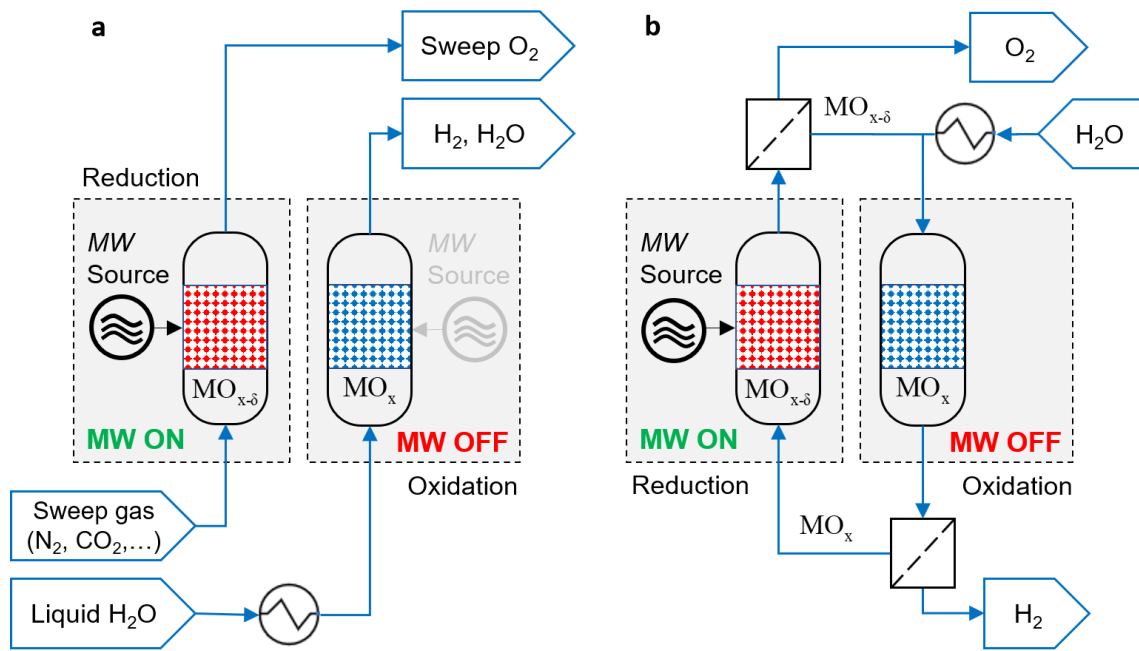 a
Sweep O₂
H₂, H₂O
Reduction
MW
Source
MW
Source
MOₓ₋δ
MOₓ
MW ON
MW OFF
Oxidation
Sweep gas
(N₂, CO₂,…)
Liquid H₂O
b
O₂
MOₓ₋δ
H₂O
MW
Source
MOₓ₋δ
MOₓ
MW ON
MW OFF
Reduction
Oxidation
MOₓ
H₂